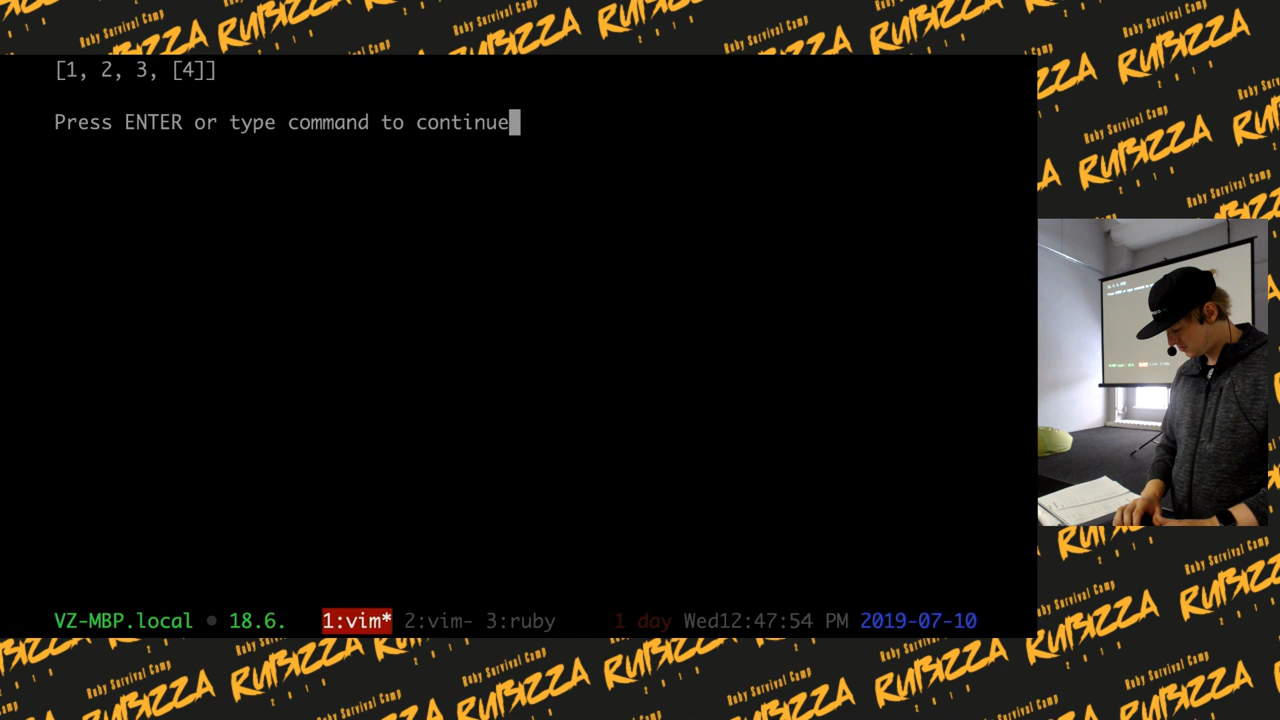 [1, 2, 3, [4]]
Press ENTER or type command to continue
VZ-MBP.local • 18.6. 1:vim* 2:vim- 3:ruby 1 day Wed12:47:54 PM 2019-07-10
Ruby Survival Camp
RUBIZZA
2019